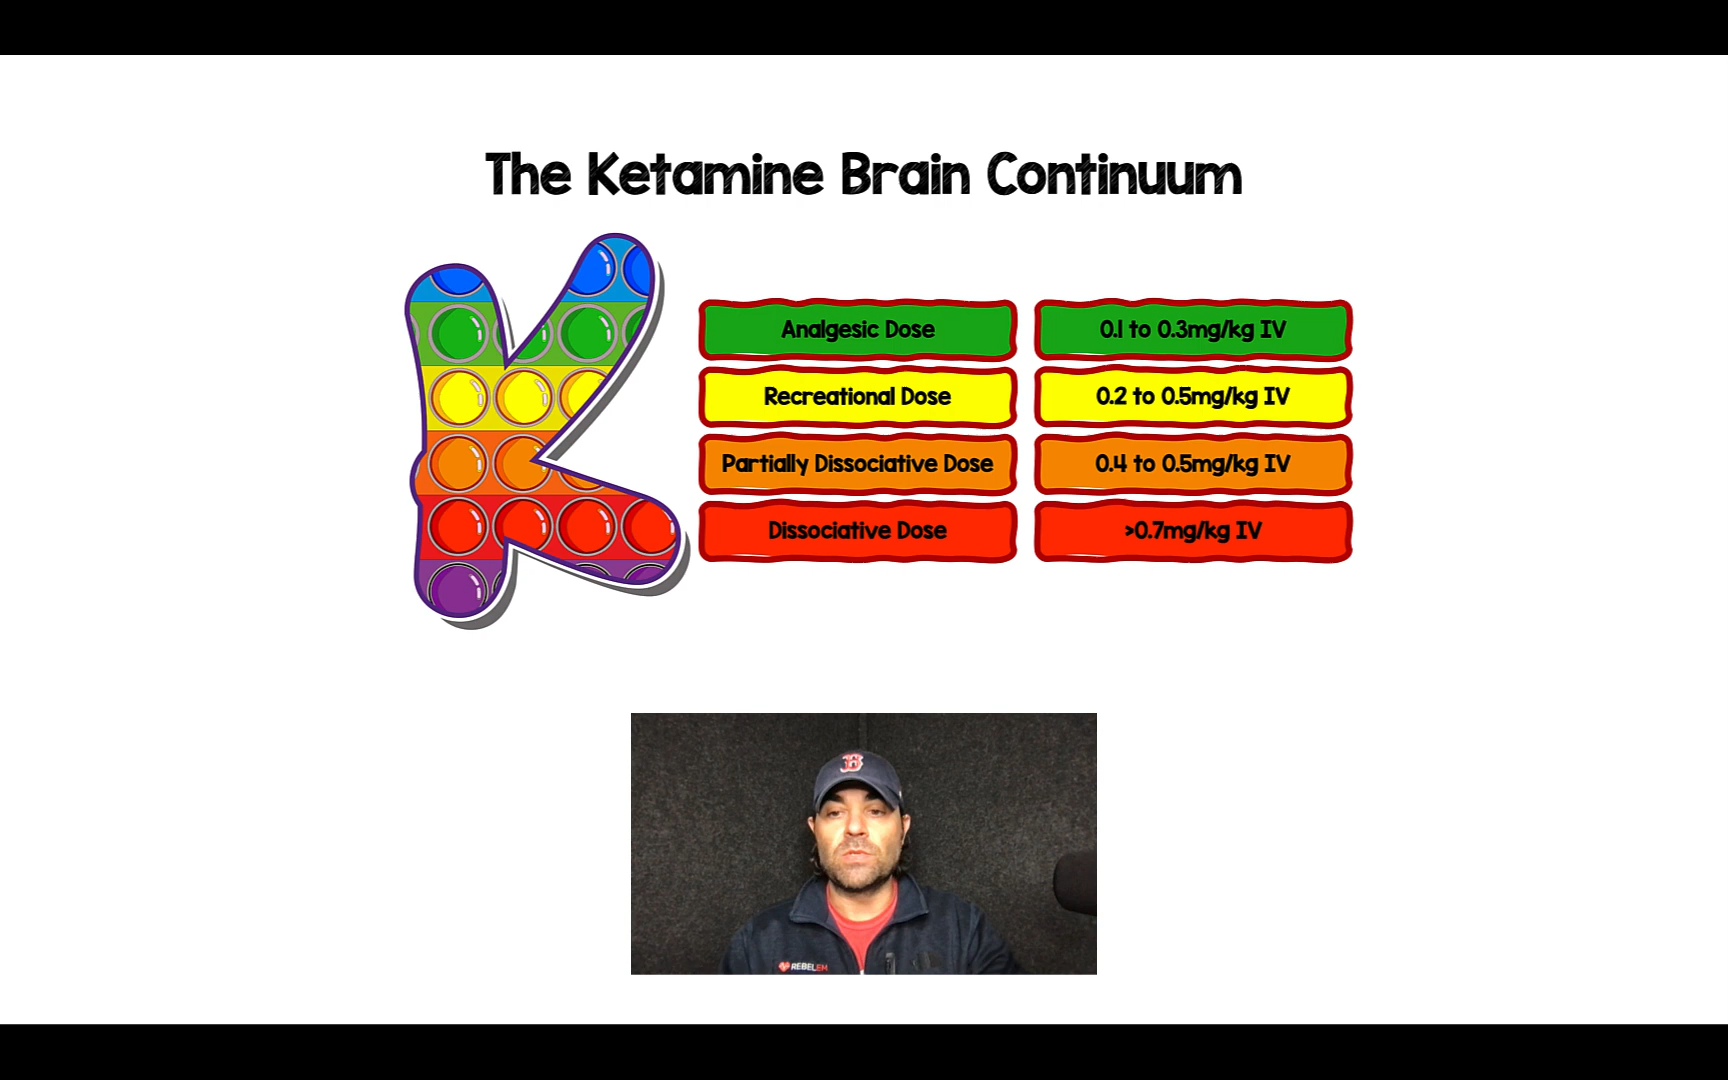 The Ketamine Brain Continuum
Analgesic Dose
0.1 to 0.3mg/kg IV
Recreational Dose
0.2 to 0.5mg/kg IV
Partially Dissociative Dose
0.4 to 0.5mg/kg IV
Dissociative Dose
>0.7mg/kg IV
B
REBELEM